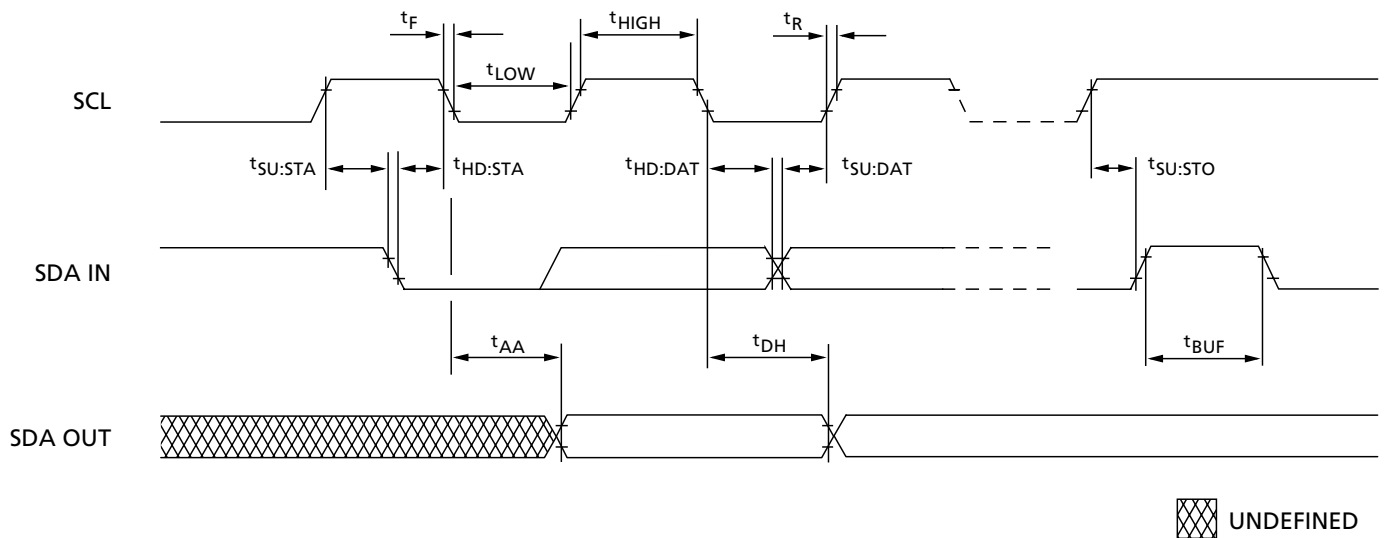 tF
tHIGH
tR
tLOW
SCL
tSU:STA
tHD:STA
tHD:DAT
tSU:DAT
tSU:STO
SDA IN
tAA
tDH
tBUF
SDA OUT
UNDEFINED